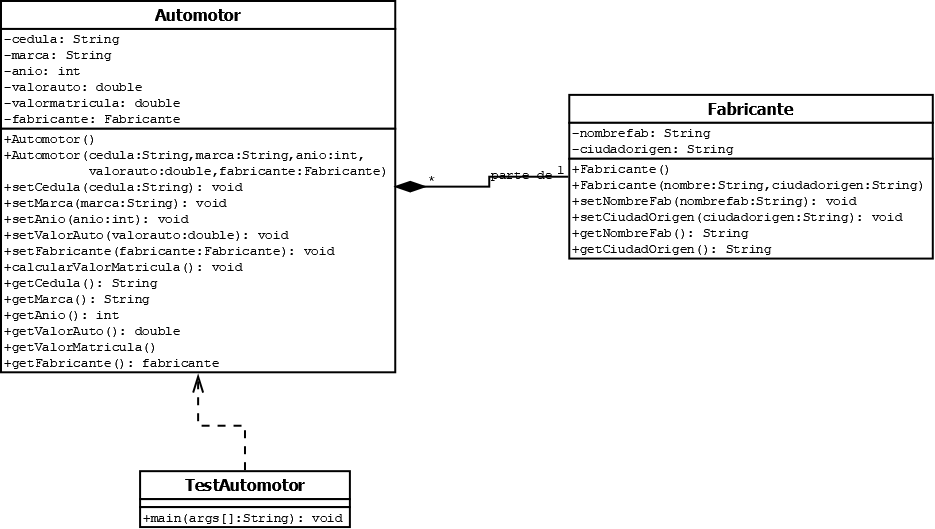 Automotor
-cedula: String
-marca: String
-anio: int
-valorauto: double
-valormatricula: double
-fabricante: Fabricante
+Automotor()
+Automotor(cedula:String,marca:String,anio:int,
valorauto:double,fabricante:Fabricante)
+setCedula(cedula:String): void
+setMarca(marca:String): void
+setAnio(anio:int): void
+setValorAuto(valorauto:double): void
+setFabricante(fabricante:Fabricante): void
+calcularValorMatricula(): void
+getCedula(): String
+getMarca(): String
+getAnio(): int
+getValorAuto(): double
+getValorMatricula()
+getFabricante(): fabricante
* parte de 1
Fabricante
-nombrefab: String
-ciudadorigen: String
+Fabricante()
+Fabricante(nombre:String,ciudadorigen:String)
+setNombreFab(nombrefab:String): void
+setCiudadOrigen(ciudadorigen:String): void
+getNombreFab(): String
+getCiudadOrigen(): String
TestAutomotor
+main(args[]:String): void